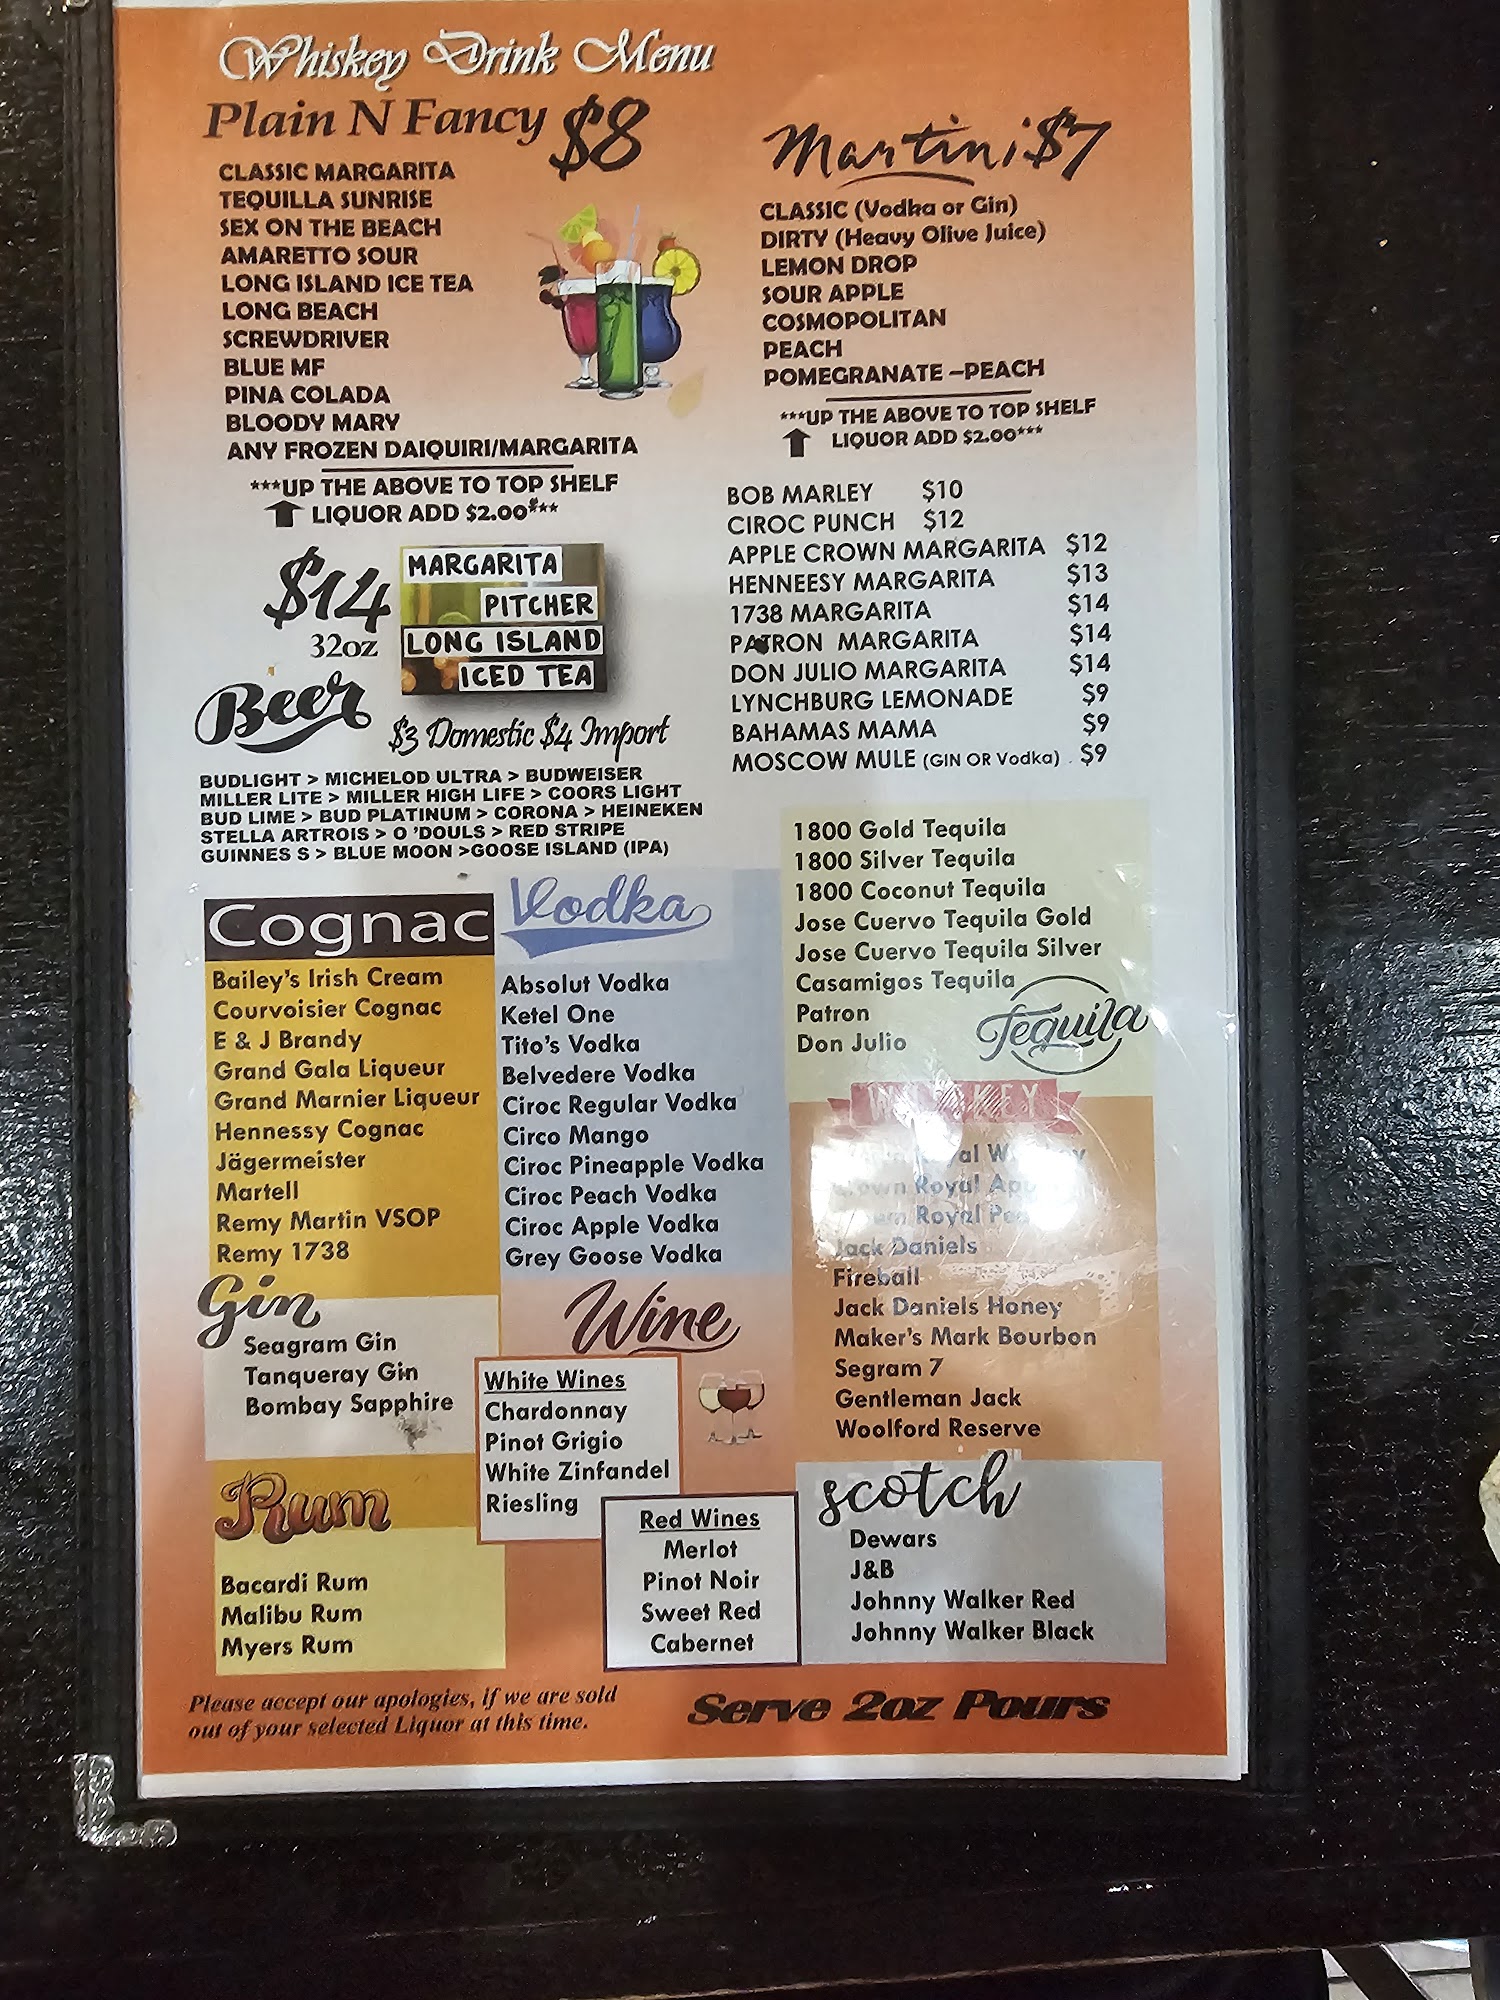 Whiskey Drink Menu
Plain N Fancy $8
CLASSIC MARGARITA
TEQUILLA SUNRISE
SEX ON THE BEACH
AMARETTO SOUR
LONG ISLAND ICE TEA
LONG BEACH
SCREWDRIVER
BLUE MF
PINA COLADA
BLOODY MARY
ANY FROZEN DAIQUIRI/MARGARITA
***UP THE ABOVE TO TOP SHELF
LIQUOR ADD $2.00***
$14
32oz
MARGARITA
PITCHER
LONG ISLAND
ICED TEA
Beer
$3 Domestic $4 Import
BUDLIGHT > MICHELOD ULTRA > BUDWEISER
MILLER LITE > MILLER HIGH LIFE > COORS LIGHT
BUD LIME > BUD PLATINUM > CORONA > HEINEKEN
STELLA ARTROIS > O 'DOULS > RED STRIPE
GUINNES S > BLUE MOON >GOOSE ISLAND (IPA)
Martini $7
CLASSIC (Vodka or Gin)
DIRTY (Heavy Olive Juice)
LEMON DROP
SOUR APPLE
COSMOPOLITAN
PEACH
POMEGRANATE –PEACH
***UP THE ABOVE TO TOP SHELF
LIQUOR ADD $2.00***
BOB MARLEY $10
CIROC PUNCH $12
APPLE CROWN MARGARITA $12
HENNEESY MARGARITA $13
1738 MARGARITA $14
PATRON MARGARITA $14
DON JULIO MARGARITA $14
LYNCHBURG LEMONADE $9
BAHAMAS MAMA $9
MOSCOW MULE (GIN OR Vodka) $9
Cognac
Bailey's Irish Cream
Courvoisier Cognac
E & J Brandy
Grand Gala Liqueur
Grand Marnier Liqueur
Hennessy Cognac
Jägermeister
Martell
Remy Martin VSOP
Remy 1738
Vodka
Absolut Vodka
Ketel One
Tito's Vodka
Belvedere Vodka
Ciroc Regular Vodka
Circo Mango
Ciroc Pineapple Vodka
Ciroc Peach Vodka
Ciroc Apple Vodka
Grey Goose Vodka
1800 Gold Tequila
1800 Silver Tequila
1800 Coconut Tequila
Jose Cuervo Tequila Gold
Jose Cuervo Tequila Silver
Casamigos Tequila
Patron
Don Julio
Tequila
WHISKEY
Royal
Crown Royal
Royal
Jack Daniels
Fireball
Jack Daniels Honey
Maker's Mark Bourbon
Segram 7
Gentleman Jack
Woolford Reserve
Gin
Seagram Gin
Tanqueray Gin
Bombay Sapphire
Wine
White Wines
Chardonnay
Pinot Grigio
White Zinfandel
Riesling
Red Wines
Merlot
Pinot Noir
Sweet Red
Cabernet
Rum
Bacardi Rum
Malibu Rum
Myers Rum
scotch
Dewars
J&B
Johnny Walker Red
Johnny Walker Black
Please accept our apologies, if we are sold
out of your selected Liquor at this time.
Serve 2oz Pours